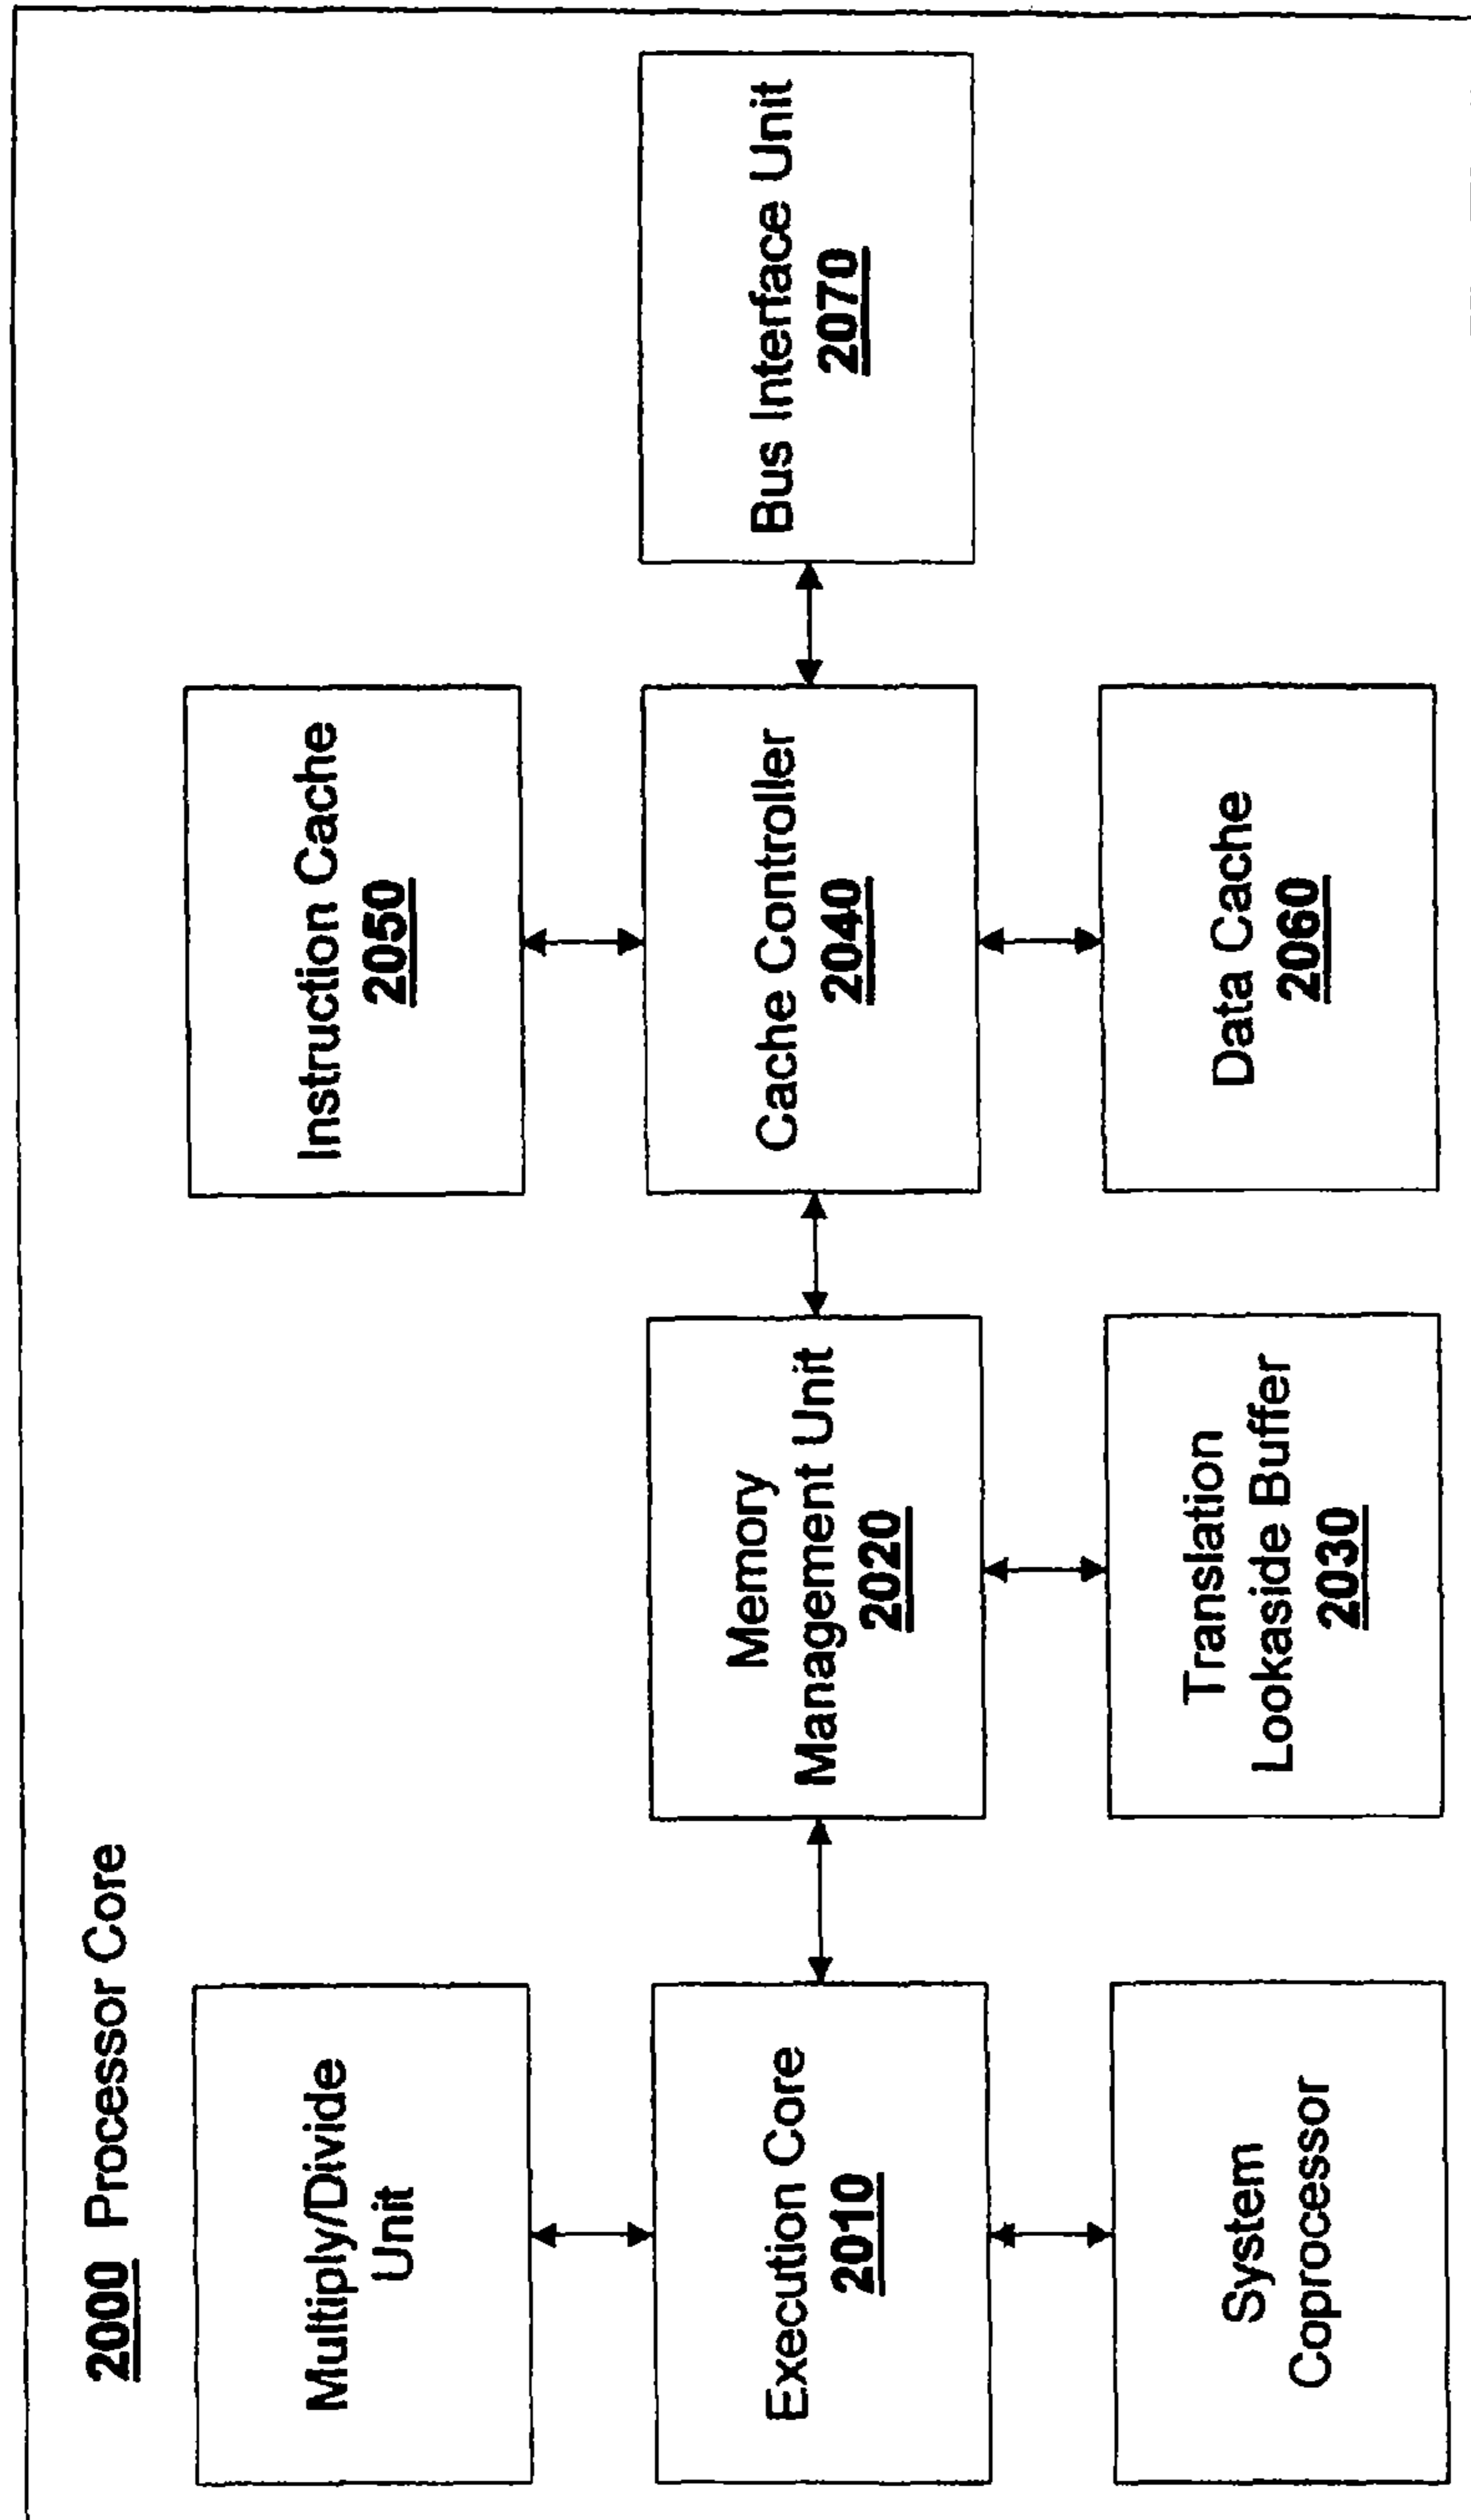 2000 Processor Core
Multiply/Divide
Unit
Instruction Cache
2050
Execution Core
2010
Memory
Management Unit
2020
Cache Controller
2040
Bus Interface Unit
2070
System
Coprocessor
Translation
Lookaside Buffer
2030
Data Cache
2060